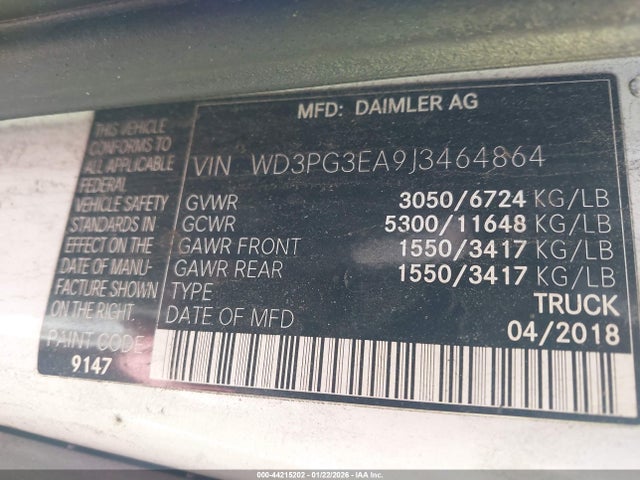 MFD: DAIMLER AG
THIS VEHICLE
CONFORMS TO
ALL APPLICABLE
FEDERAL
VEHICLE SAFETY
STANDARDS IN
EFFECT ON THE
DATE OF MANU-
FACTURE SHOWN
ON THE RIGHT.
PAINT CODE
9147
VIN WD3PG3EA9J3464864
GVWR 3050/6724 KG/LB
GCWR 5300/11648 KG/LB
GAWR FRONT 1550/3417 KG/LB
GAWR REAR 1550/3417 KG/LB
TYPE TRUCK
DATE OF MFD 04/2018
000-44215202 - 01/22/2026 - IAA Inc.